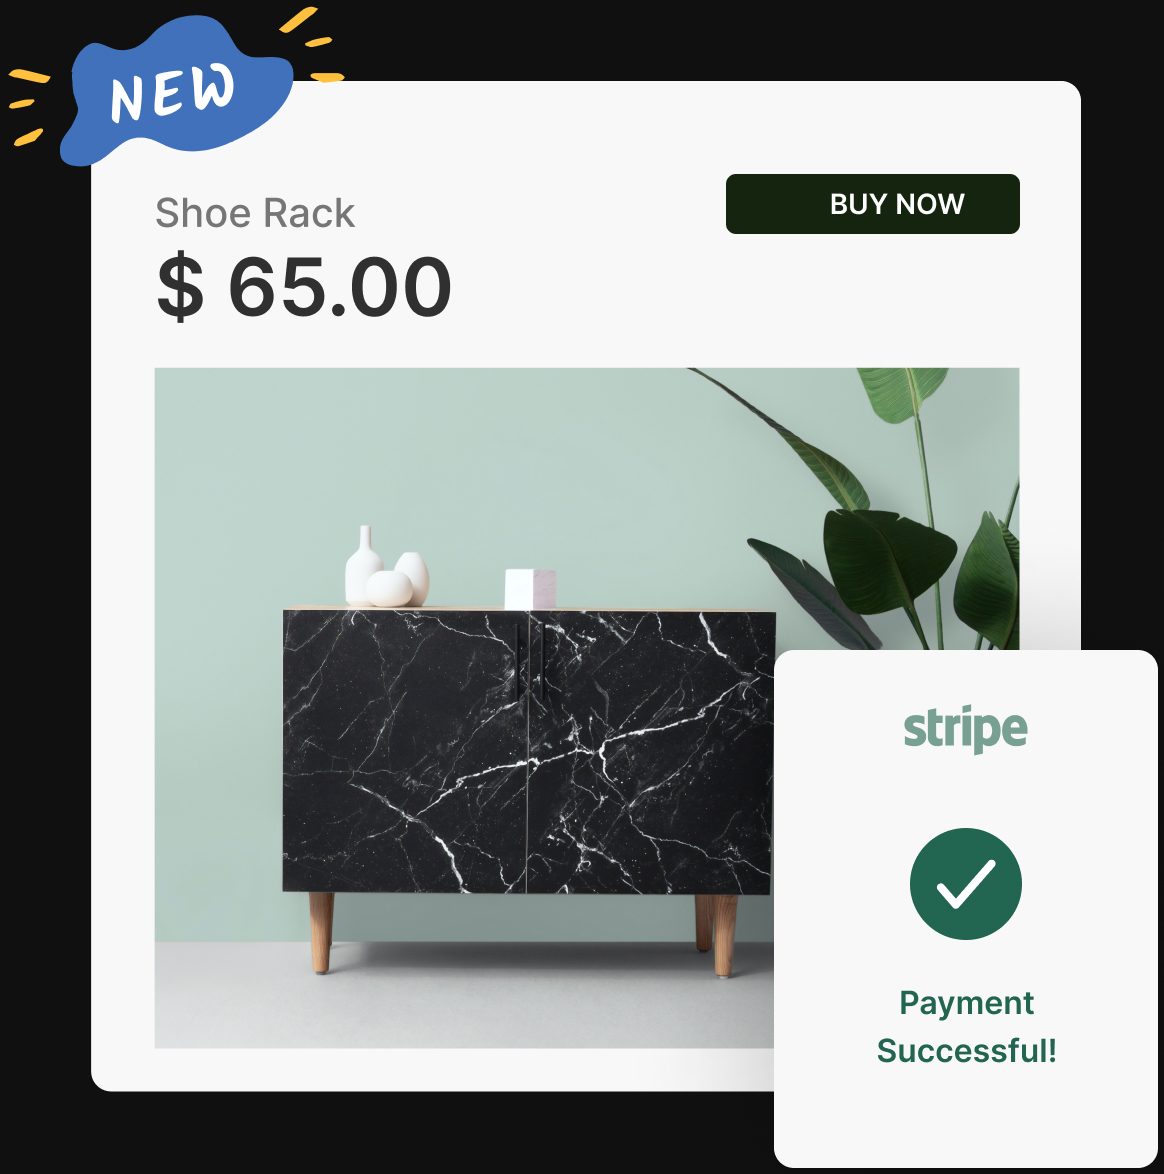 NEW
Shoe Rack
$ 65.00
BUY NOW
stripe
Payment
Successful!